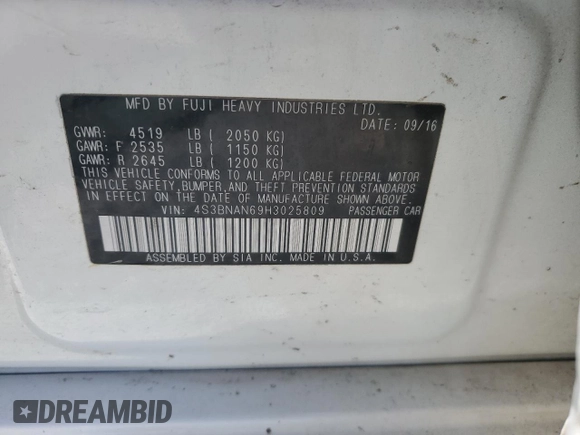 MFD BY FUJI HEAVY INDUSTRIES LTD.
DATE: 09/16
GVWR: 4519 LB ( 2050 KG)
GAWR: F 2535 LB ( 1150 KG)
GAWR: R 2645 LB ( 1200 KG)
THIS VEHICLE CONFORMS TO ALL APPLICABLE FEDERAL MOTOR
VEHICLE SAFETY, BUMPER, AND THEFT PREVENTION STANDARDS
IN EFFECT ON THE DATE OF MANUFACTURE SHOWN ABOVE.
VIN: 4S3BNAN69H3025809 PASSENGER CAR
ASSEMBLED BY SIA INC. MADE IN U.S.A.
DREAMBID